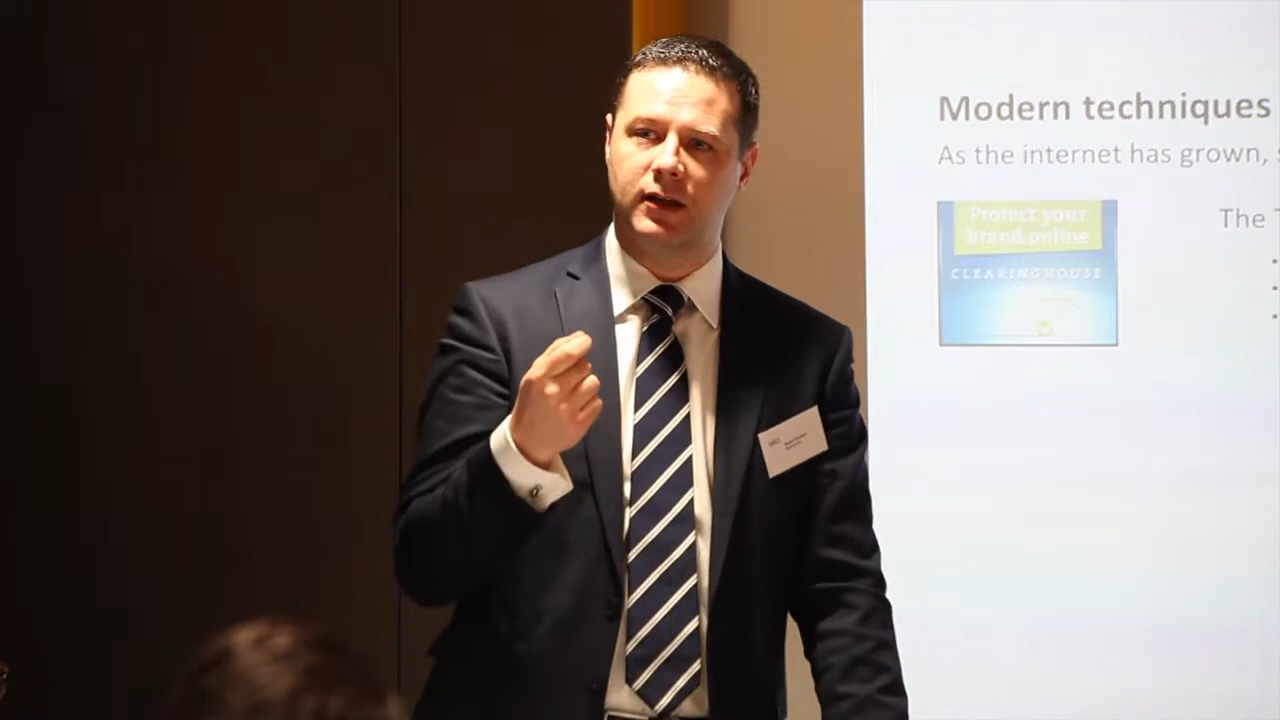 Modern techniques
As the internet has grown,
Protect your
brand online
CLEARINGHOUSE
The